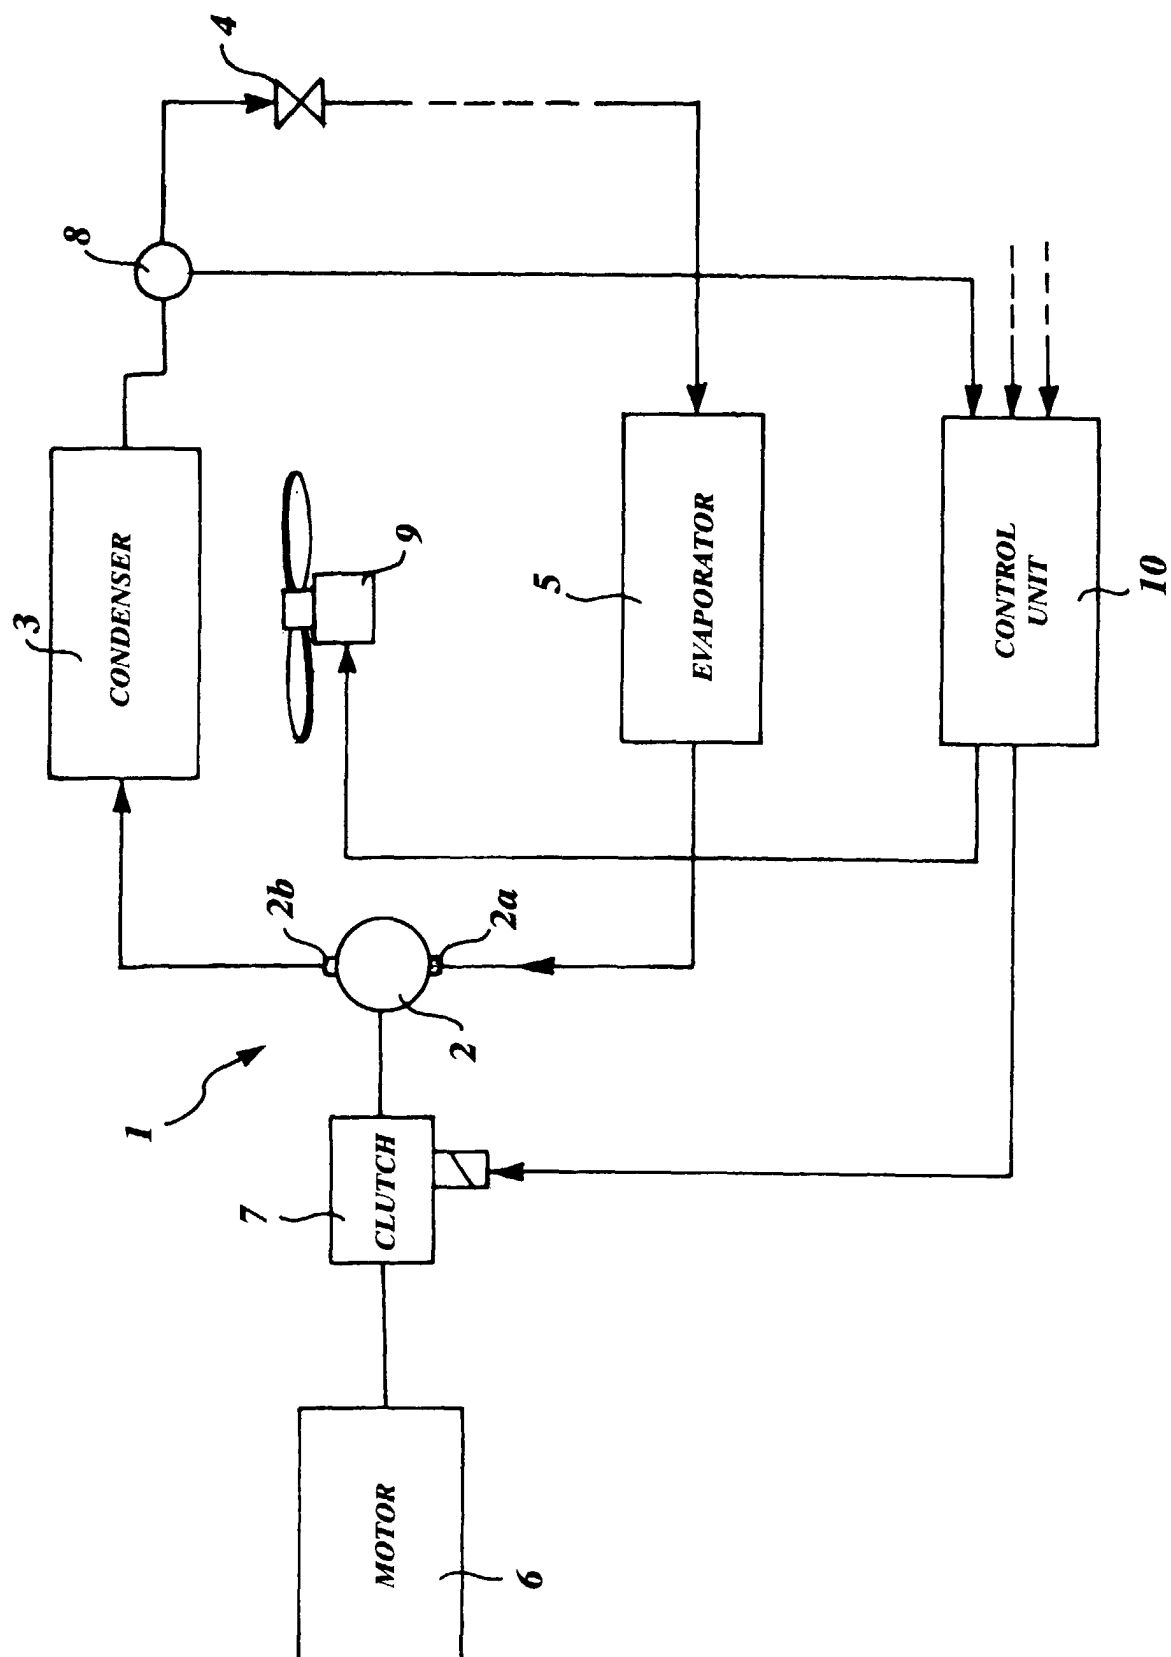 1
MOTOR
6
7
CLUTCH
2
2a
2b
3
CONDENSER
9
5
EVAPORATOR
CONTROL
UNIT
10
8
4